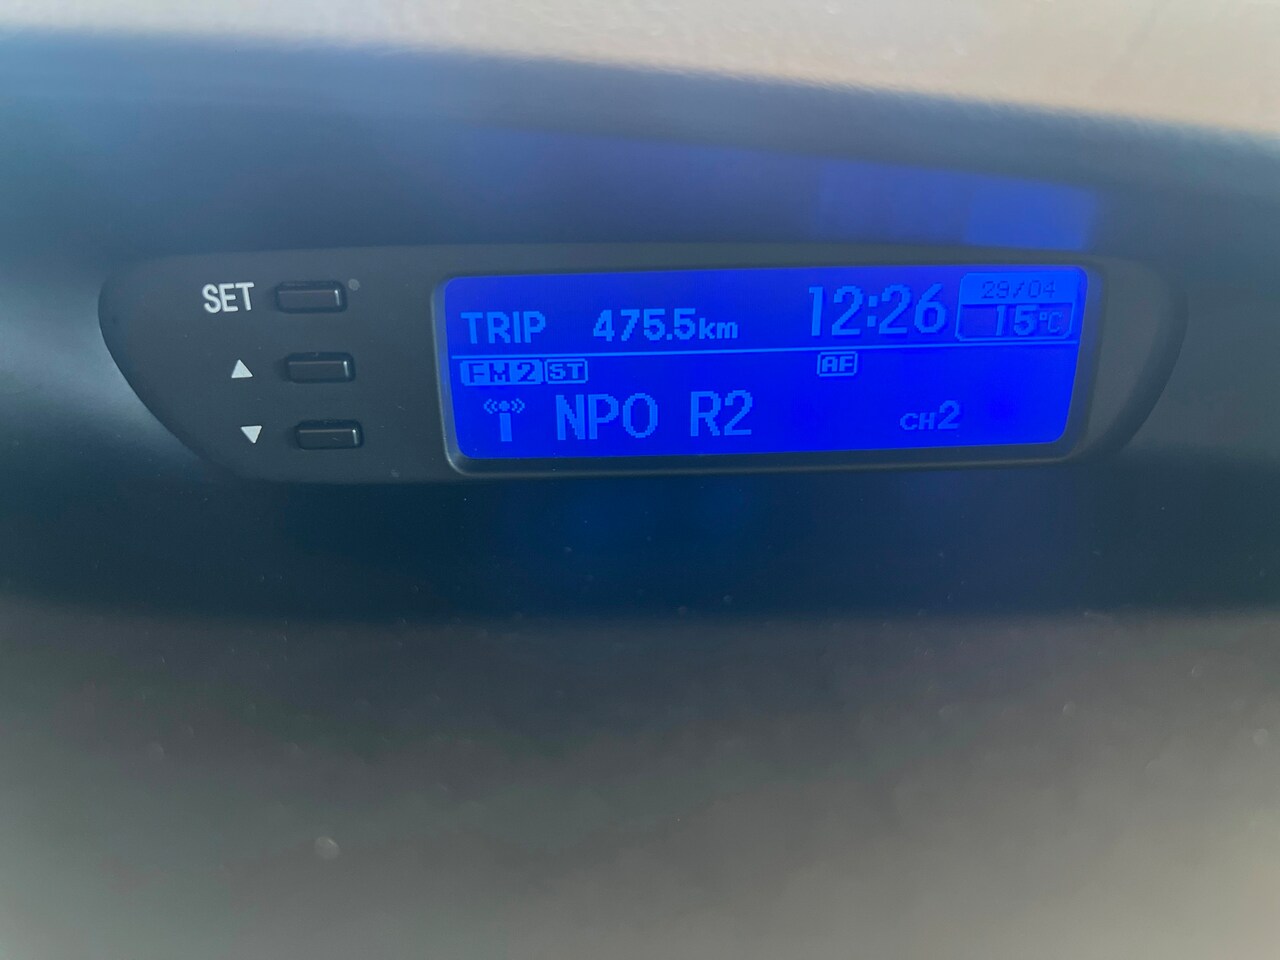 SET
▲
▼
TRIP 475.5km 12:26 29/04
15°C
FM2 ST AF
NPO R2 CH2